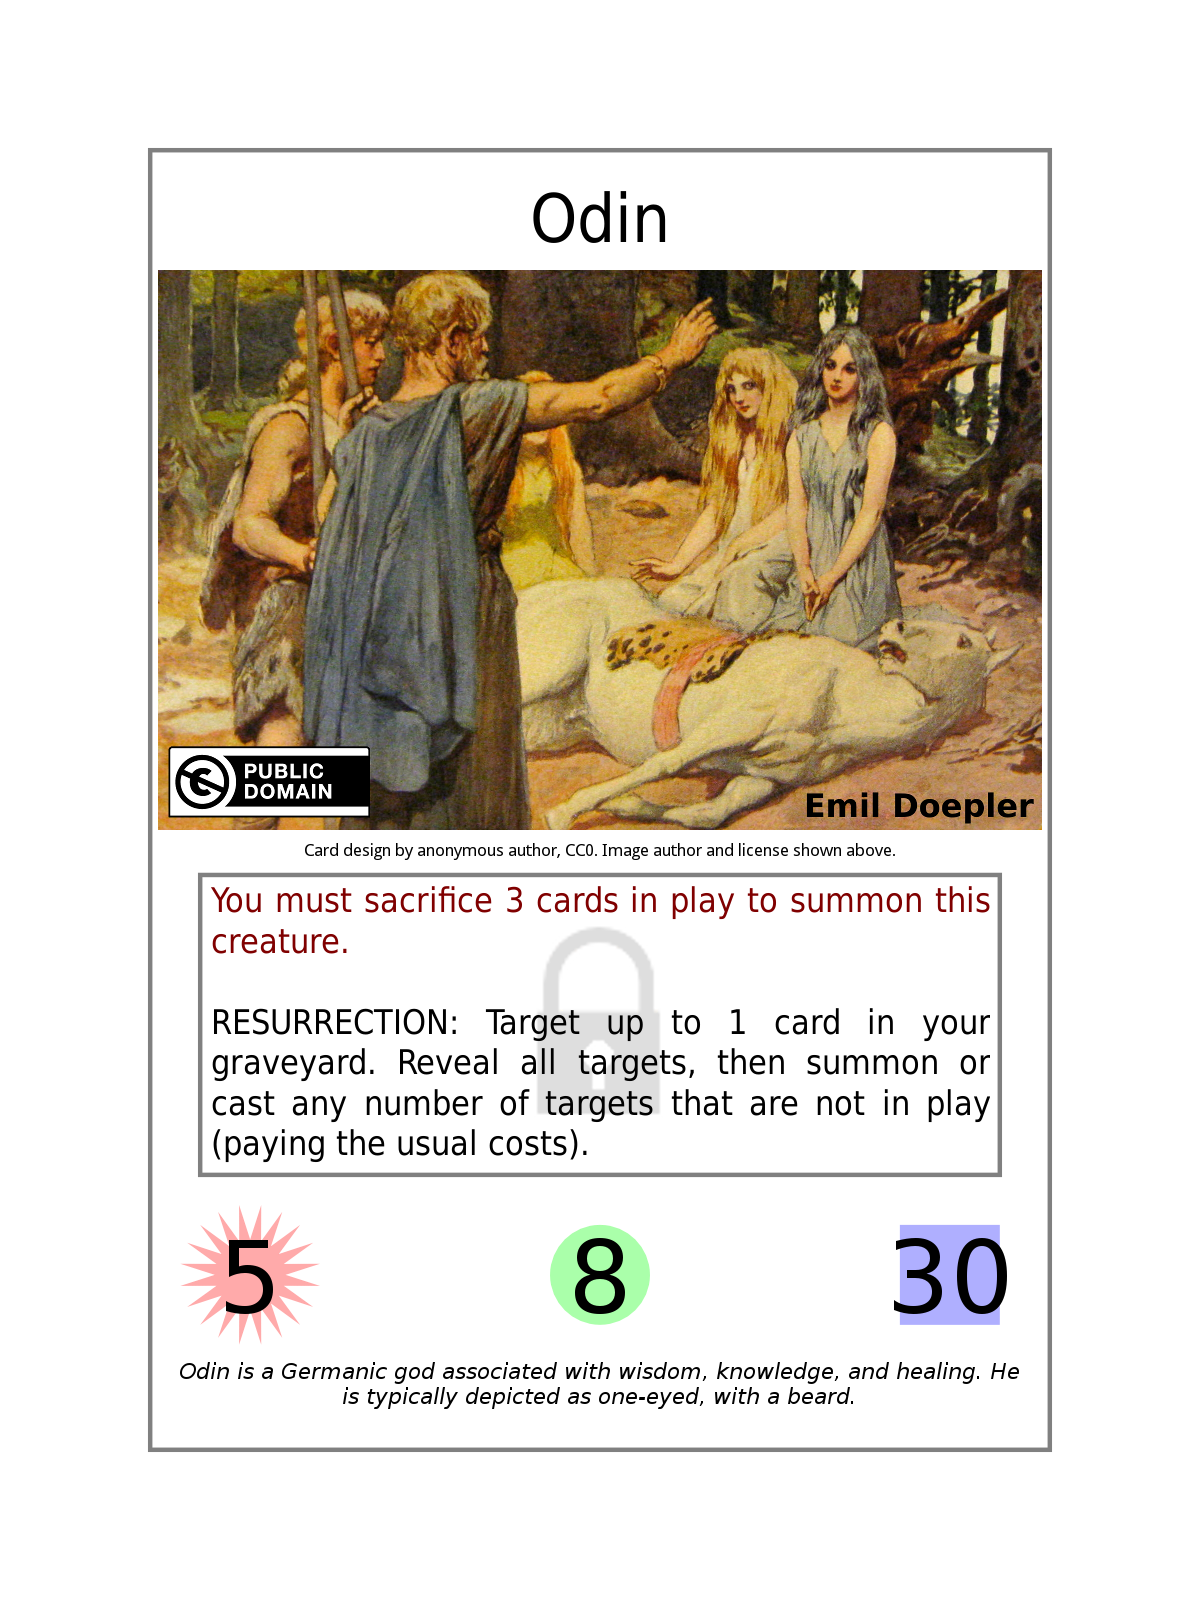 Odin
PUBLIC
DOMAIN
Emil Doepler
Card design by anonymous author, CC0. Image author and license shown above.
You must sacrifice 3 cards in play to summon this
creature.
RESURRECTION: Target up to 1 card in your
graveyard. Reveal all targets, then summon or
cast any number of targets that are not in play
(paying the usual costs).
5
8
30
Odin is a Germanic god associated with wisdom, knowledge, and healing. He
is typically depicted as one-eyed, with a beard.